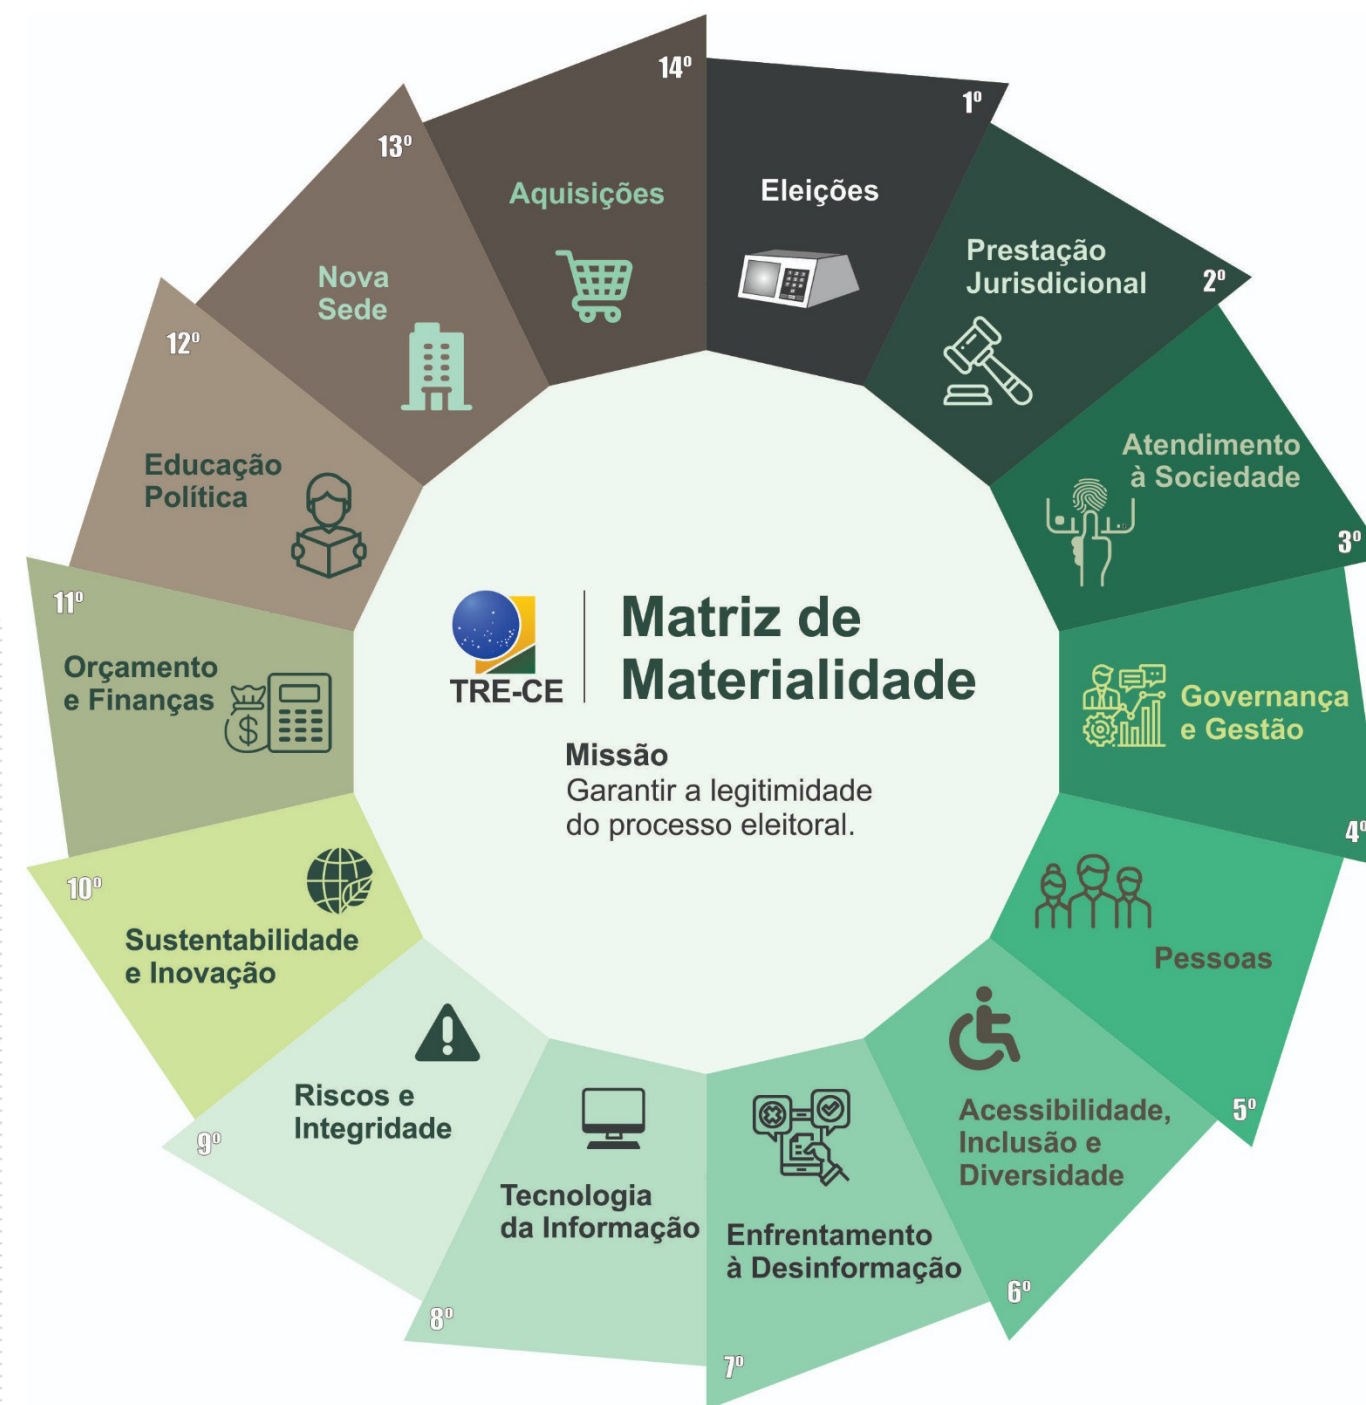 Matriz de
Materialidade
TRE-CE
Missão
Garantir a legitimidade
do processo eleitoral.
1º
Eleições
2º
Prestação
Jurisdicional
3º
Atendimento
à Sociedade
4º
Governança
e Gestão
5º
Pessoas
6º
Acessibilidade,
Inclusão e
Diversidade
7º
Enfrentamento
à Desinformação
8º
Tecnologia
da Informação
9º
Riscos e
Integridade
10º
Sustentabilidade
e Inovação
11º
Orçamento
e Finanças
12º
Educação
Política
13º
Nova
Sede
14º
Aquisições